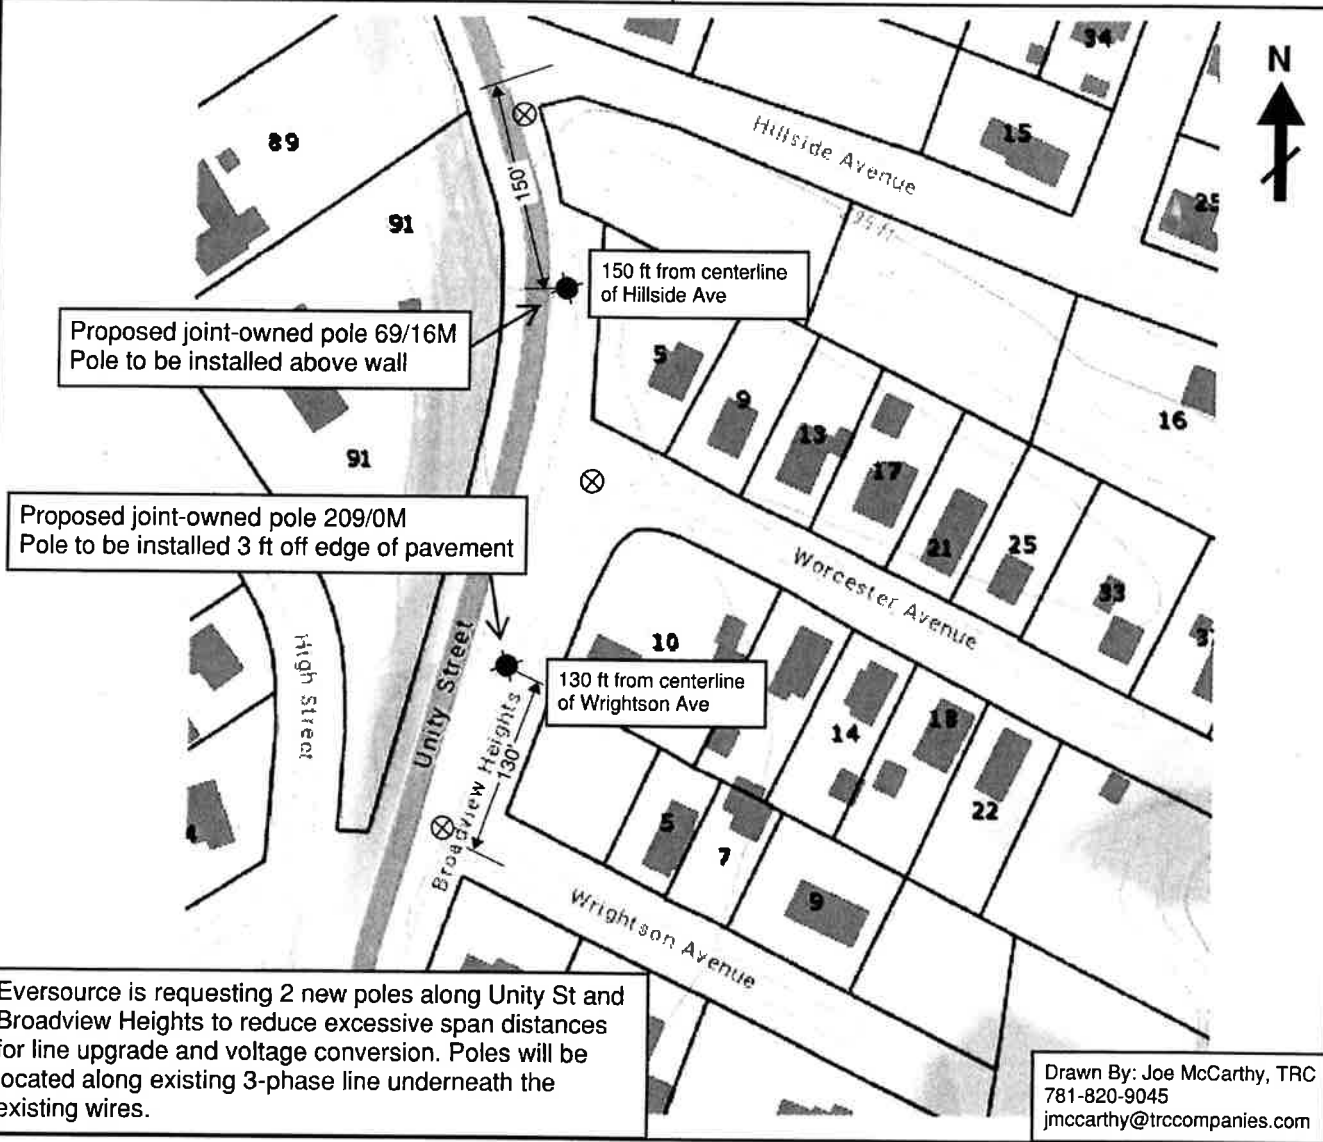 34
N
15
Hillside Avenue
89
25
150'
91
95 ft
150 ft from centerline
of Hillside Ave
Proposed joint-owned pole 69/16M
Pole to be installed above wall
5
9
16
13
91
17
Proposed joint-owned pole 209/0M
Pole to be installed 3 ft off edge of pavement
21
25
Worcester Avenue
33
10
High Street
Unity Street
130 ft from centerline
of Wrightson Ave
Broadview Heights
130'
14
18
22
5
7
4
9
Wrightson Avenue
Eversource is requesting 2 new poles along Unity St and
Broadview Heights to reduce excessive span distances
for line upgrade and voltage conversion. Poles will be
located along existing 3-phase line underneath the
existing wires.
Drawn By: Joe McCarthy, TRC
781-820-9045
jmccarthy@trccompanies.com